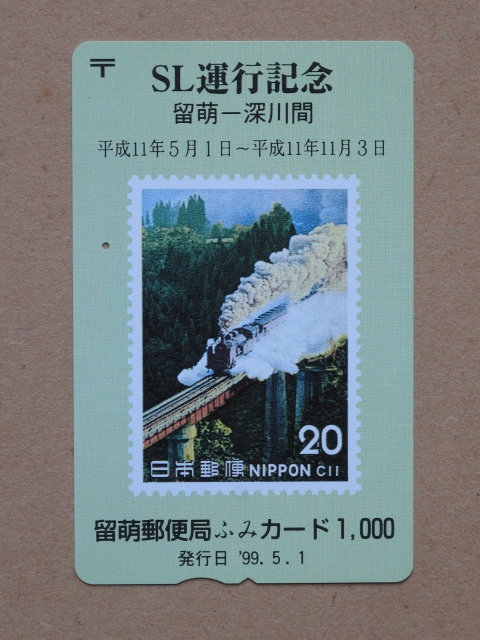 〒
SL運行記念
留萌ー深川間
平成11年5月1日～平成11年11月3日
20
日本郵便 NIPPON C11
留萌郵便局ふみカード1,000
発行日 '99.5.1